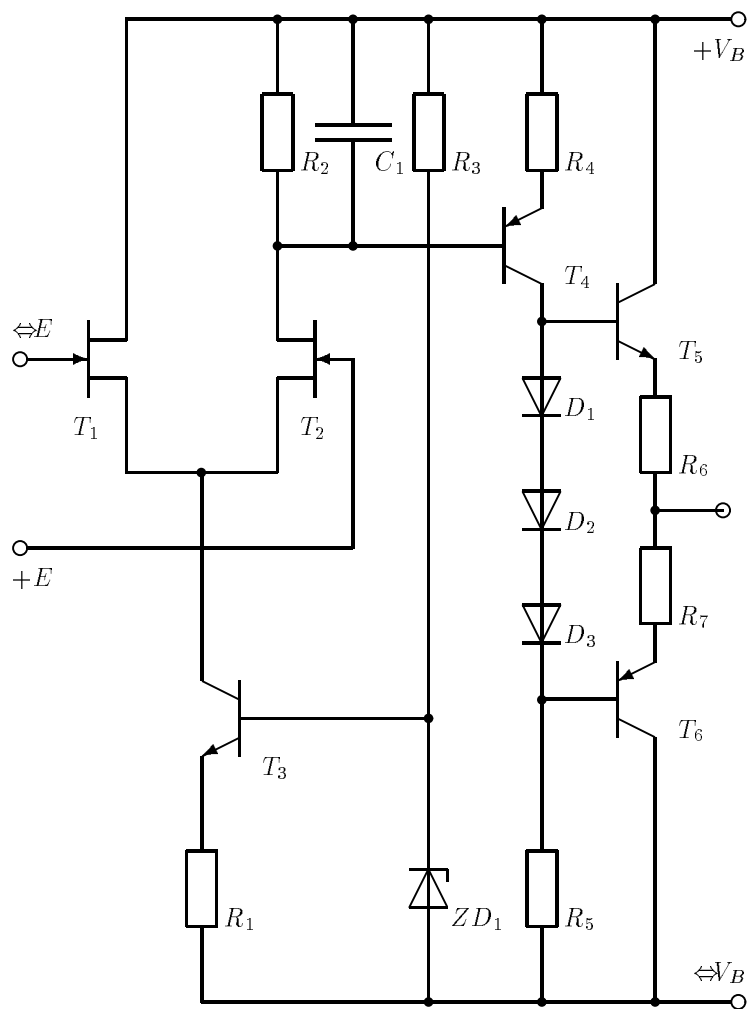 +V_B
R_2
C_1
R_3
R_4
T_4
⇔E
T_5
T_1
T_2
D_1
R_6
D_2
+E
R_7
D_3
T_6
T_3
R_1
ZD_1
R_5
⇔V_B